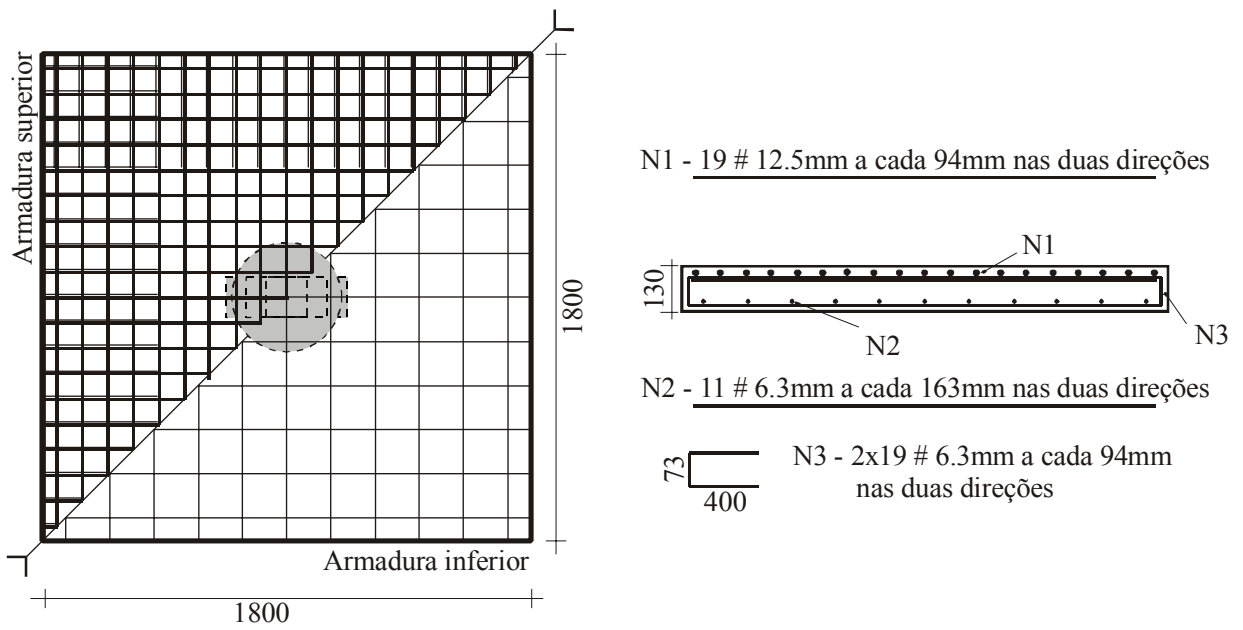 Armadura superior
Armadura inferior
1800
1800
N1 - 19 # 12.5mm a cada 94mm nas duas direções
130
N1
N2
N3
N2 - 11 # 6.3mm a cada 163mm nas duas direções
73
400
N3 - 2x19 # 6.3mm a cada 94mm
nas duas direções